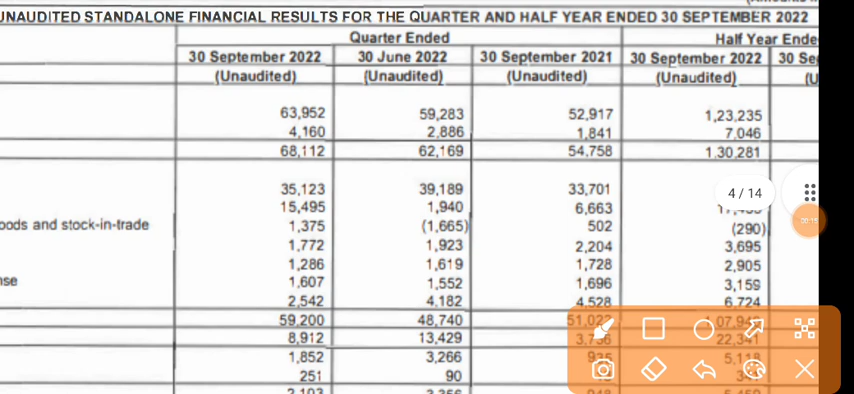 UNAUDITED STANDALONE FINANCIAL RESULTS FOR THE QUARTER AND HALF YEAR ENDED 30 SEPTEMBER 2022
Quarter Ended Half Year Ende
30 September 2022 30 June 2022 30 September 2021 30 September 2022 30 Se
(Unaudited) (Unaudited) (Unaudited) (Unaudited) (U
63,952 59,283 52,917 1,23,235
4,160 2,886 1,841 7,046
68,112 62,169 54,758 1,30,281
35,123 39,189 33,701
4 / 14
15,495 1,940 6,663
oods and stock-in-trade 1,375 (1,665) 502 (290)
00:15
1,772 1,923 2,204 3,695
1,286 1,619 1,728 2,905
nse 1,607 1,552 1,696 3,159
2,542 4,182 4,528 6,724
59,200 48,740
8,912 13,429 22,341
1,852 3,266
251 90